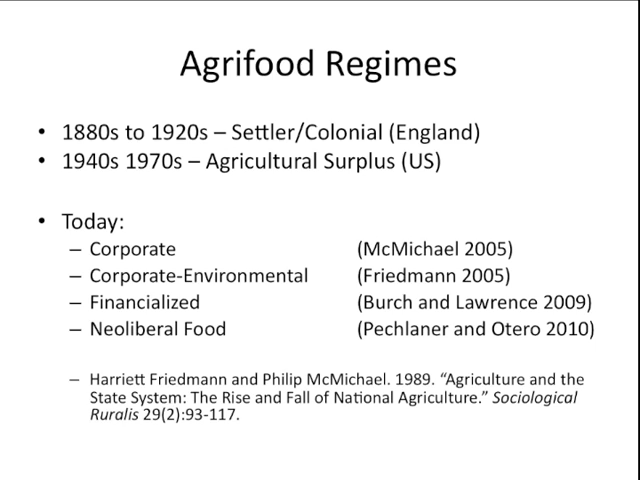 Agrifood Regimes
• 1880s to 1920s – Settler/Colonial (England)
• 1940s 1970s – Agricultural Surplus (US)
• Today:
– Corporate (McMichael 2005)
– Corporate-Environmental (Friedmann 2005)
– Financialized (Burch and Lawrence 2009)
– Neoliberal Food (Pechlaner and Otero 2010)
– Harriett Friedmann and Philip McMichael. 1989. “Agriculture and the
State System: The Rise and Fall of National Agriculture.” Sociological
Ruralis 29(2):93-117.